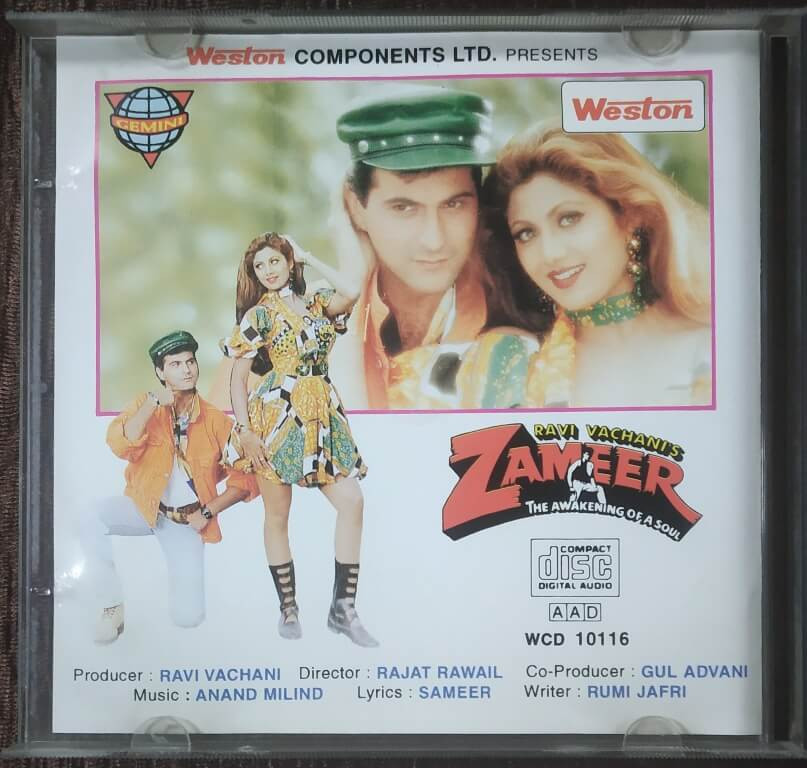 Weston COMPONENTS LTD. PRESENTS
GEMINI
Weston
RAVI VACHANI'S
ZAMEER
THE AWAKENING OF A SOUL
COMPACT
disc
DIGITAL AUDIO
AAD
WCD 10116
Producer : RAVI VACHANI Director : RAJAT RAWAIL Co-Producer : GUL ADVANI
Music : ANAND MILIND Lyrics : SAMEER Writer : RUMI JAFRI